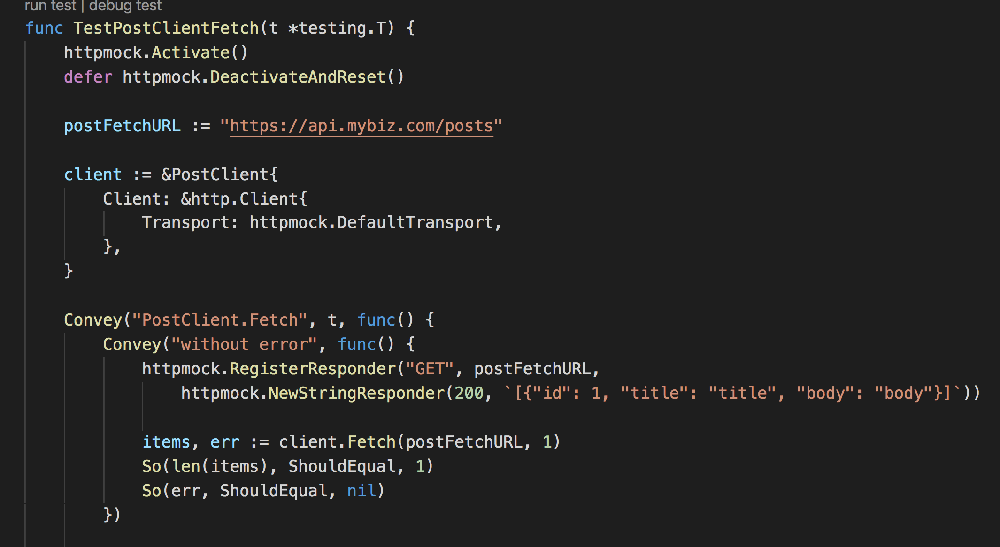 run test | debug test
func TestPostClientFetch(t *testing.T) {
httpmock.Activate()
defer httpmock.DeactivateAndReset()
postFetchURL := "https://api.mybiz.com/posts"
client := &PostClient{
Client: &http.Client{
Transport: httpmock.DefaultTransport,
},
}
Convey("PostClient.Fetch", t, func() {
Convey("without error", func() {
httpmock.RegisterResponder("GET", postFetchURL,
httpmock.NewStringResponder(200, `[{"id": 1, "title": "title", "body": "body"}]`))
items, err := client.Fetch(postFetchURL, 1)
So(len(items), ShouldEqual, 1)
So(err, ShouldEqual, nil)
})